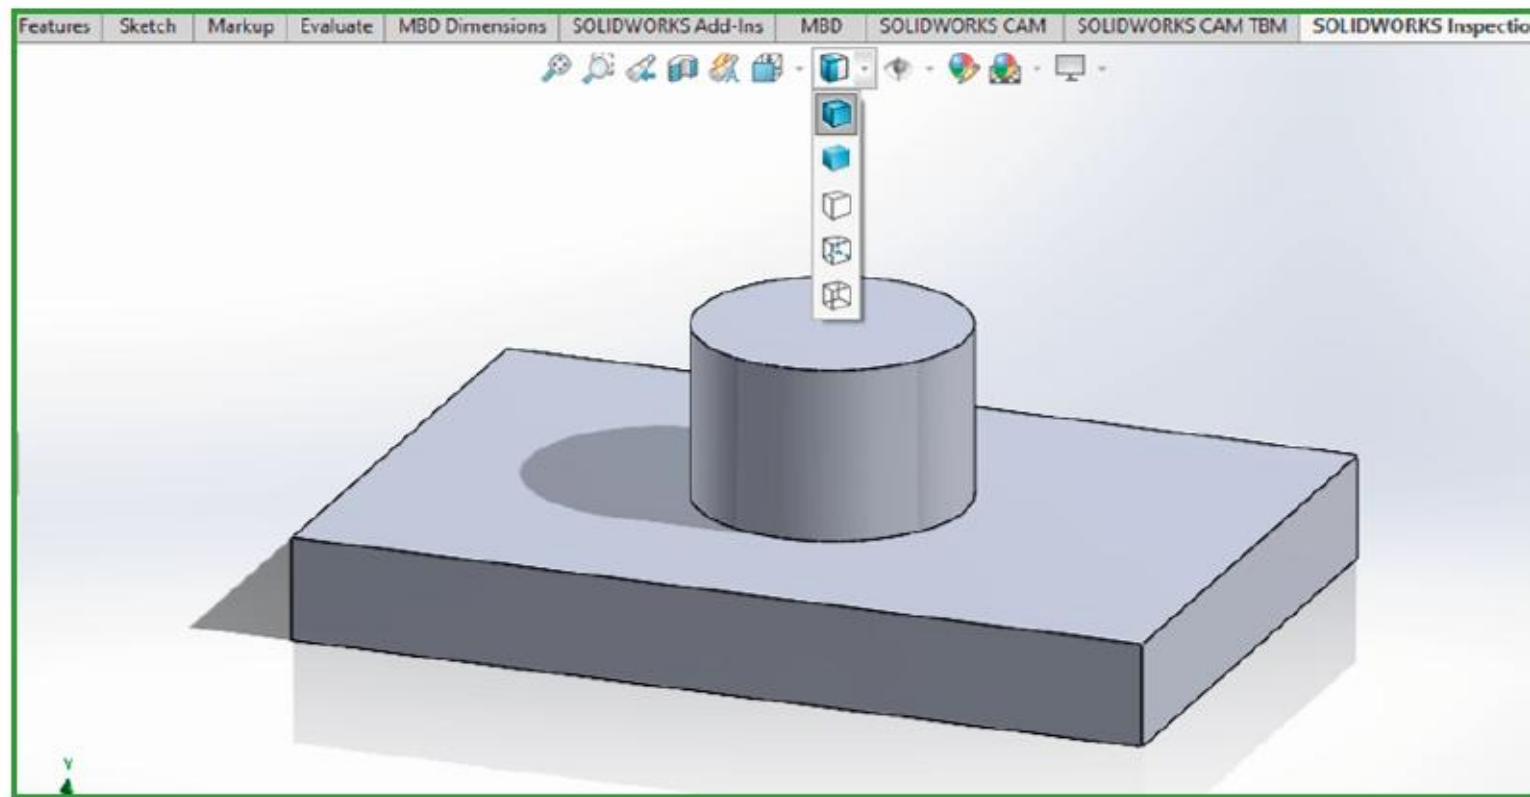 Features Sketch Markup Evaluate MBD Dimensions SOLIDWORKS Add-Ins MBD SOLIDWORKS CAM SOLIDWORKS CAM TBM SOLIDWORKS Inspectio
Y